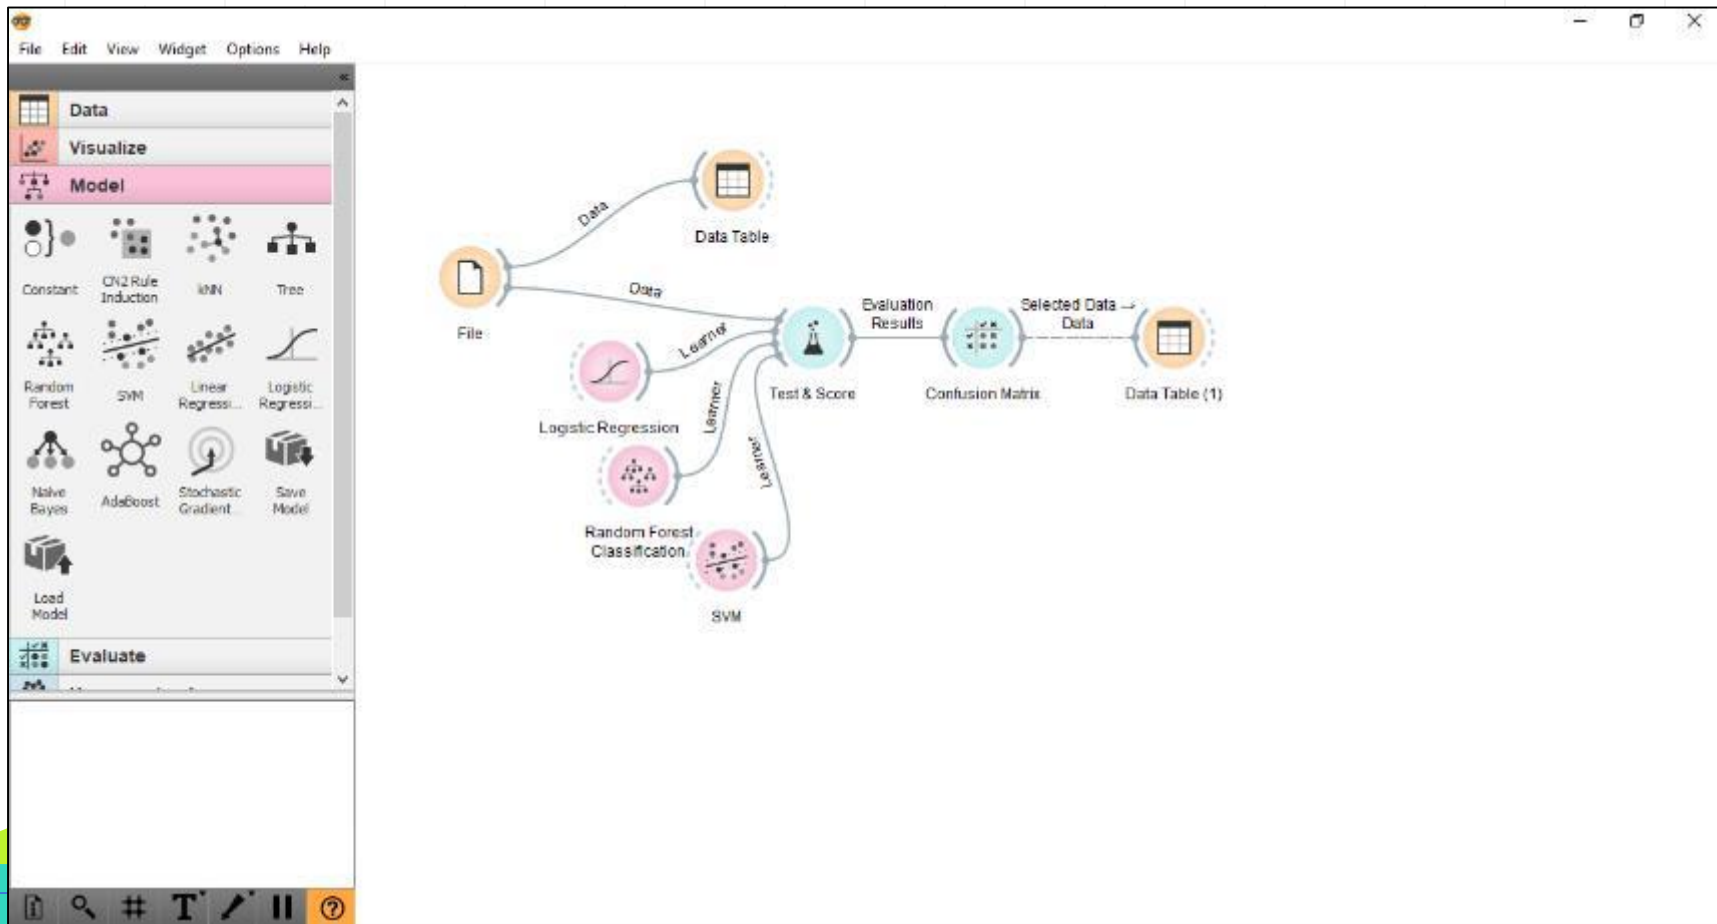 File Edit View Widget Options Help
Data
Visualize
Model
Constant
CN2 Rule
Induction
kNN
Tree
Random
Forest
SVM
Linear
Regressi...
Logistic
Regressi...
Naive
Bayes
AdaBoost
Stochastic
Gradient...
Save
Model
Load
Model
Evaluate
Data
Data Table
File
Data
Learner
Logistic Regression
Learner
Random Forest
Classification
Learner
SVM
Test & Score
Evaluation
Results
Confusion Matrix
Selected Data →
Data
Data Table (1)